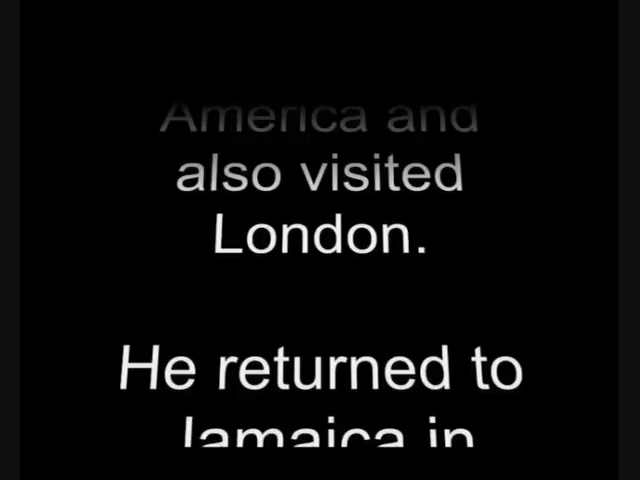 America and
also visited
London.
He returned to
Jamaica in